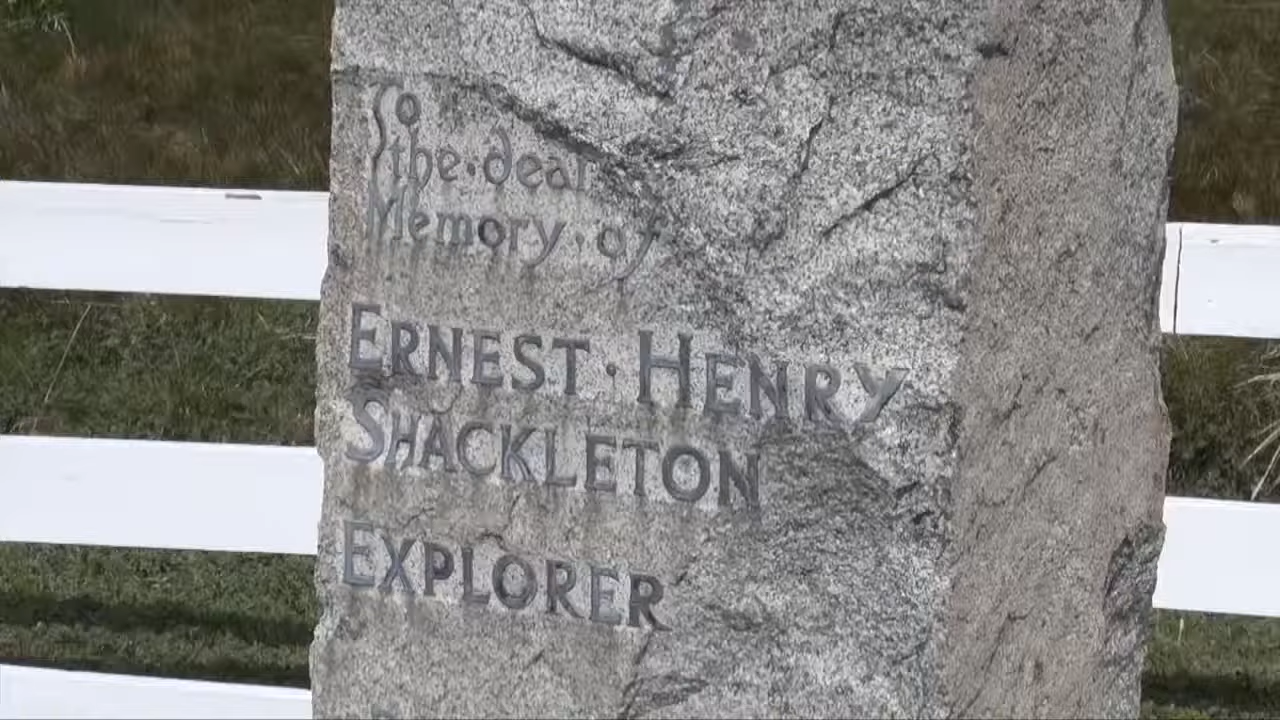 To
the·dear
Memory·of
ERNEST·HENRY
SHACKLETON
EXPLORER